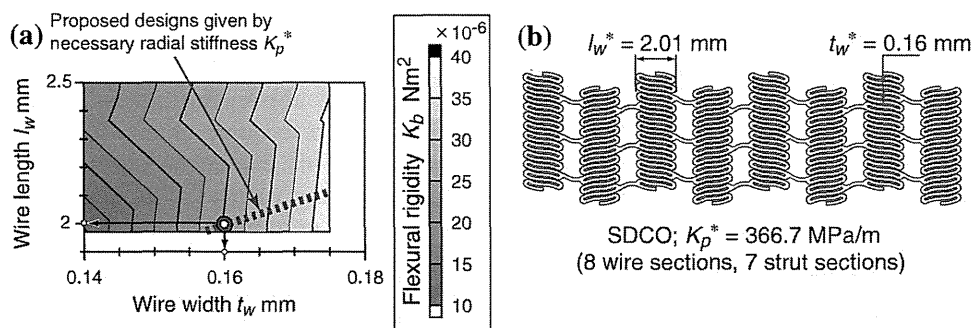 (a) Proposed designs given by
necessary radial stiffness Kp*
2.5
2
Wire length lw mm
0.14
0.16
0.18
Wire width tw mm
×10-6
40
35
30
25
20
15
10
Flexural rigidity Kb Nm2
(b)
lw* = 2.01 mm
tw* = 0.16 mm
SDCO; Kp* = 366.7 MPa/m
(8 wire sections, 7 strut sections)